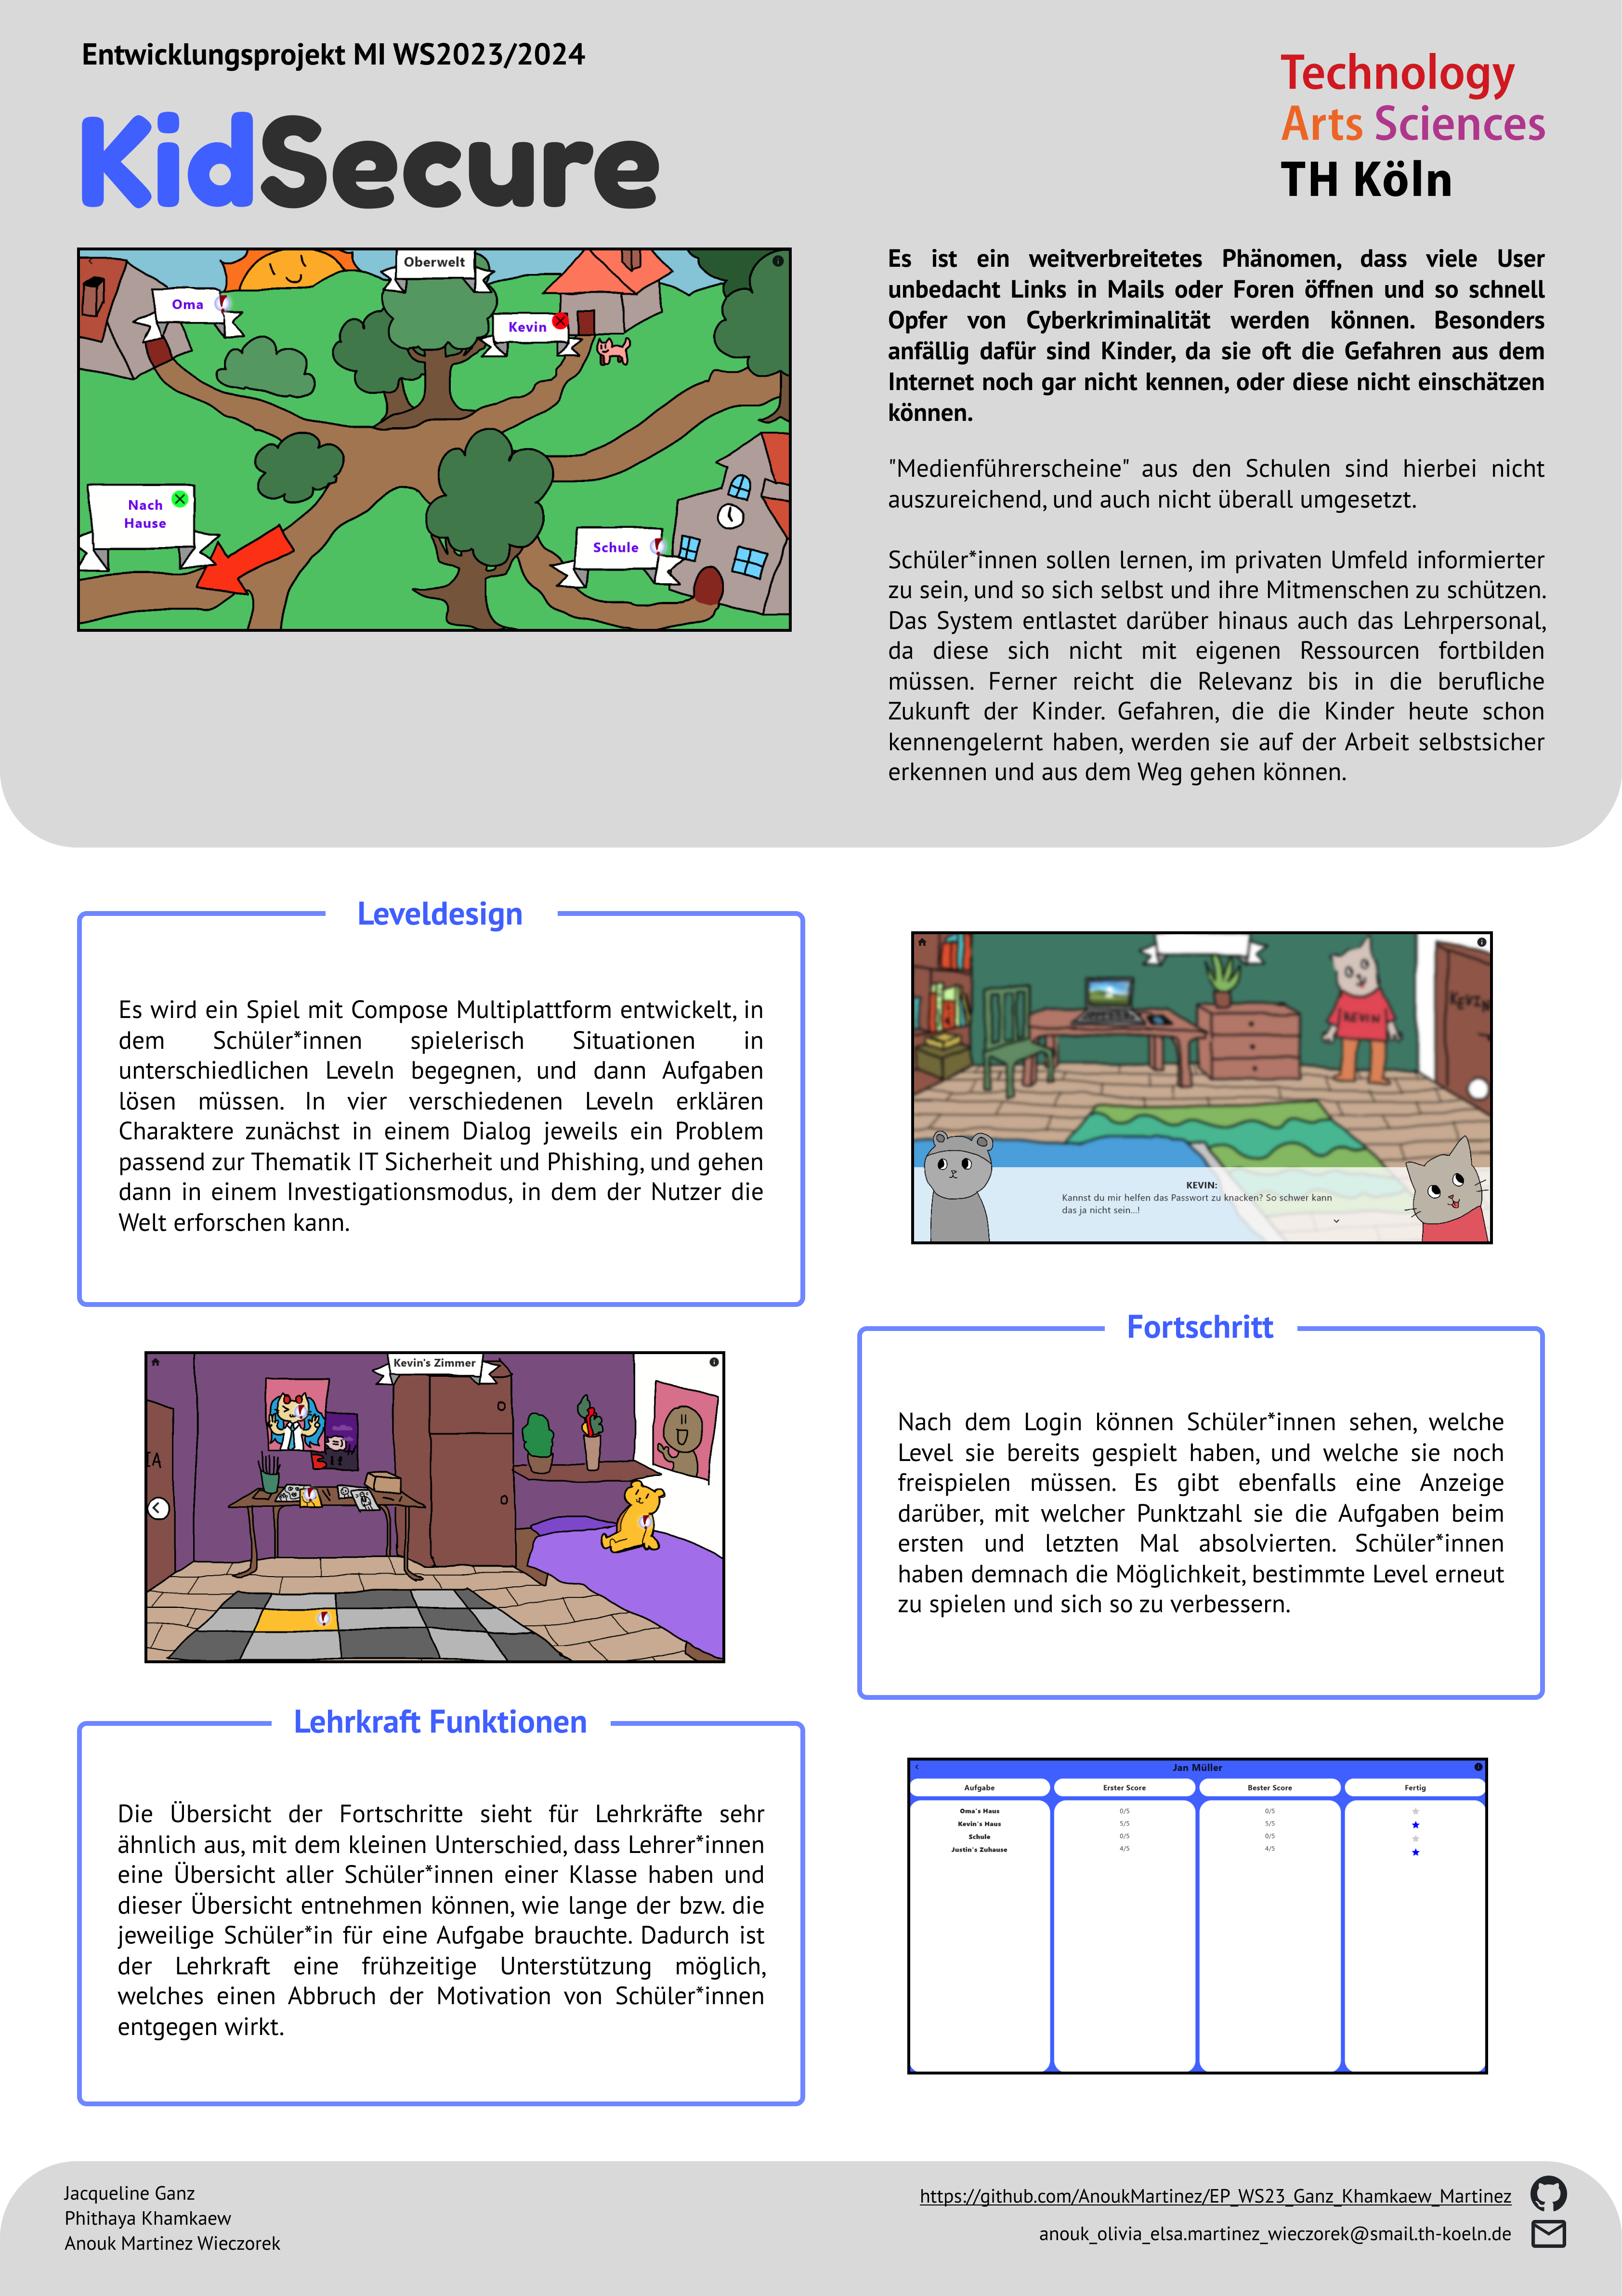 Entwicklungsprojekt MI WS2023/2024
KidSecure
Technology
Arts Sciences
TH Köln
Oberwelt
Oma
Kevin
Nach
Hause
Schule
Es ist ein weitverbreitetes Phänomen, dass viele User
unbedacht Links in Mails oder Foren öffnen und so schnell
Opfer von Cyberkriminalität werden können. Besonders
anfällig dafür sind Kinder, da sie oft die Gefahren aus dem
Internet noch gar nicht kennen, oder diese nicht einschätzen
können.
"Medienführerscheine" aus den Schulen sind hierbei nicht
auszureichend, und auch nicht überall umgesetzt.
Schüler*innen sollen lernen, im privaten Umfeld informierter
zu sein, und so sich selbst und ihre Mitmenschen zu schützen.
Das System entlastet darüber hinaus auch das Lehrpersonal,
da diese sich nicht mit eigenen Ressourcen fortbilden
müssen. Ferner reicht die Relevanz bis in die berufliche
Zukunft der Kinder. Gefahren, die die Kinder heute schon
kennengelernt haben, werden sie auf der Arbeit selbstsicher
erkennen und aus dem Weg gehen können.
Leveldesign
Es wird ein Spiel mit Compose Multiplattform entwickelt, in
dem Schüler*innen spielerisch Situationen in
unterschiedlichen Leveln begegnen, und dann Aufgaben
lösen müssen. In vier verschiedenen Leveln erklären
Charaktere zunächst in einem Dialog jeweils ein Problem
passend zur Thematik IT Sicherheit und Phishing, und gehen
dann in einem Investigationsmodus, in dem der Nutzer die
Welt erforschen kann.
KEVIN
KEVIN
KEVIN:
Kannst du mir helfen das Passwort zu knacken? So schwer kann
das ja nicht sein...!
Kevin's Zimmer
IA
Fortschritt
Nach dem Login können Schüler*innen sehen, welche
Level sie bereits gespielt haben, und welche sie noch
freispielen müssen. Es gibt ebenfalls eine Anzeige
darüber, mit welcher Punktzahl sie die Aufgaben beim
ersten und letzten Mal absolvierten. Schüler*innen
haben demnach die Möglichkeit, bestimmte Level erneut
zu spielen und sich so zu verbessern.
Lehrkraft Funktionen
Die Übersicht der Fortschritte sieht für Lehrkräfte sehr
ähnlich aus, mit dem kleinen Unterschied, dass Lehrer*innen
eine Übersicht aller Schüler*innen einer Klasse haben und
dieser Übersicht entnehmen können, wie lange der bzw. die
jeweilige Schüler*in für eine Aufgabe brauchte. Dadurch ist
der Lehrkraft eine frühzeitige Unterstützung möglich,
welches einen Abbruch der Motivation von Schüler*innen
entgegen wirkt.
Jan Müller
Aufgabe Erster Score Bester Score Fertig
Oma's Haus 0/5 0/5
Kevin's Haus 5/5 5/5
Schule 0/5 0/5
Justin's Zuhause 4/5 4/5
Jacqueline Ganz
Phithaya Khamkaew
Anouk Martinez Wieczorek
https://github.com/AnoukMartinez/EP_WS23_Ganz_Khamkaew_Martinez
anouk_olivia_elsa.martinez_wieczorek@smail.th-koeln.de